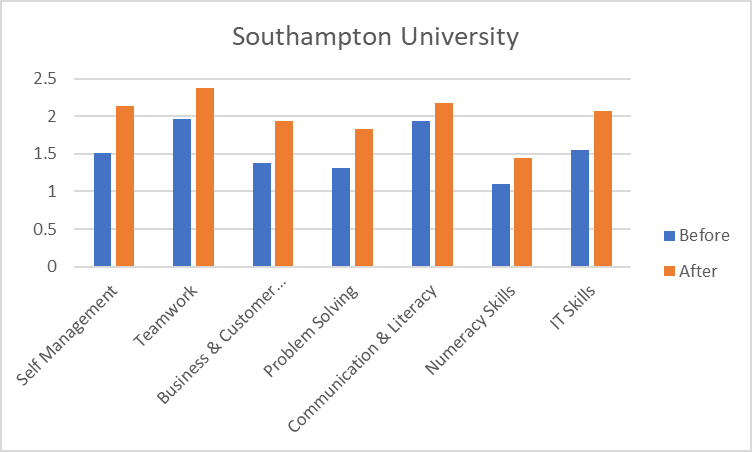 Southampton University
2.5
2
1.5
1
0.5
0
Self Management
Teamwork
Business & Customer...
Problem Solving
Communication & Literacy
Numeracy Skills
IT Skills
Before
After